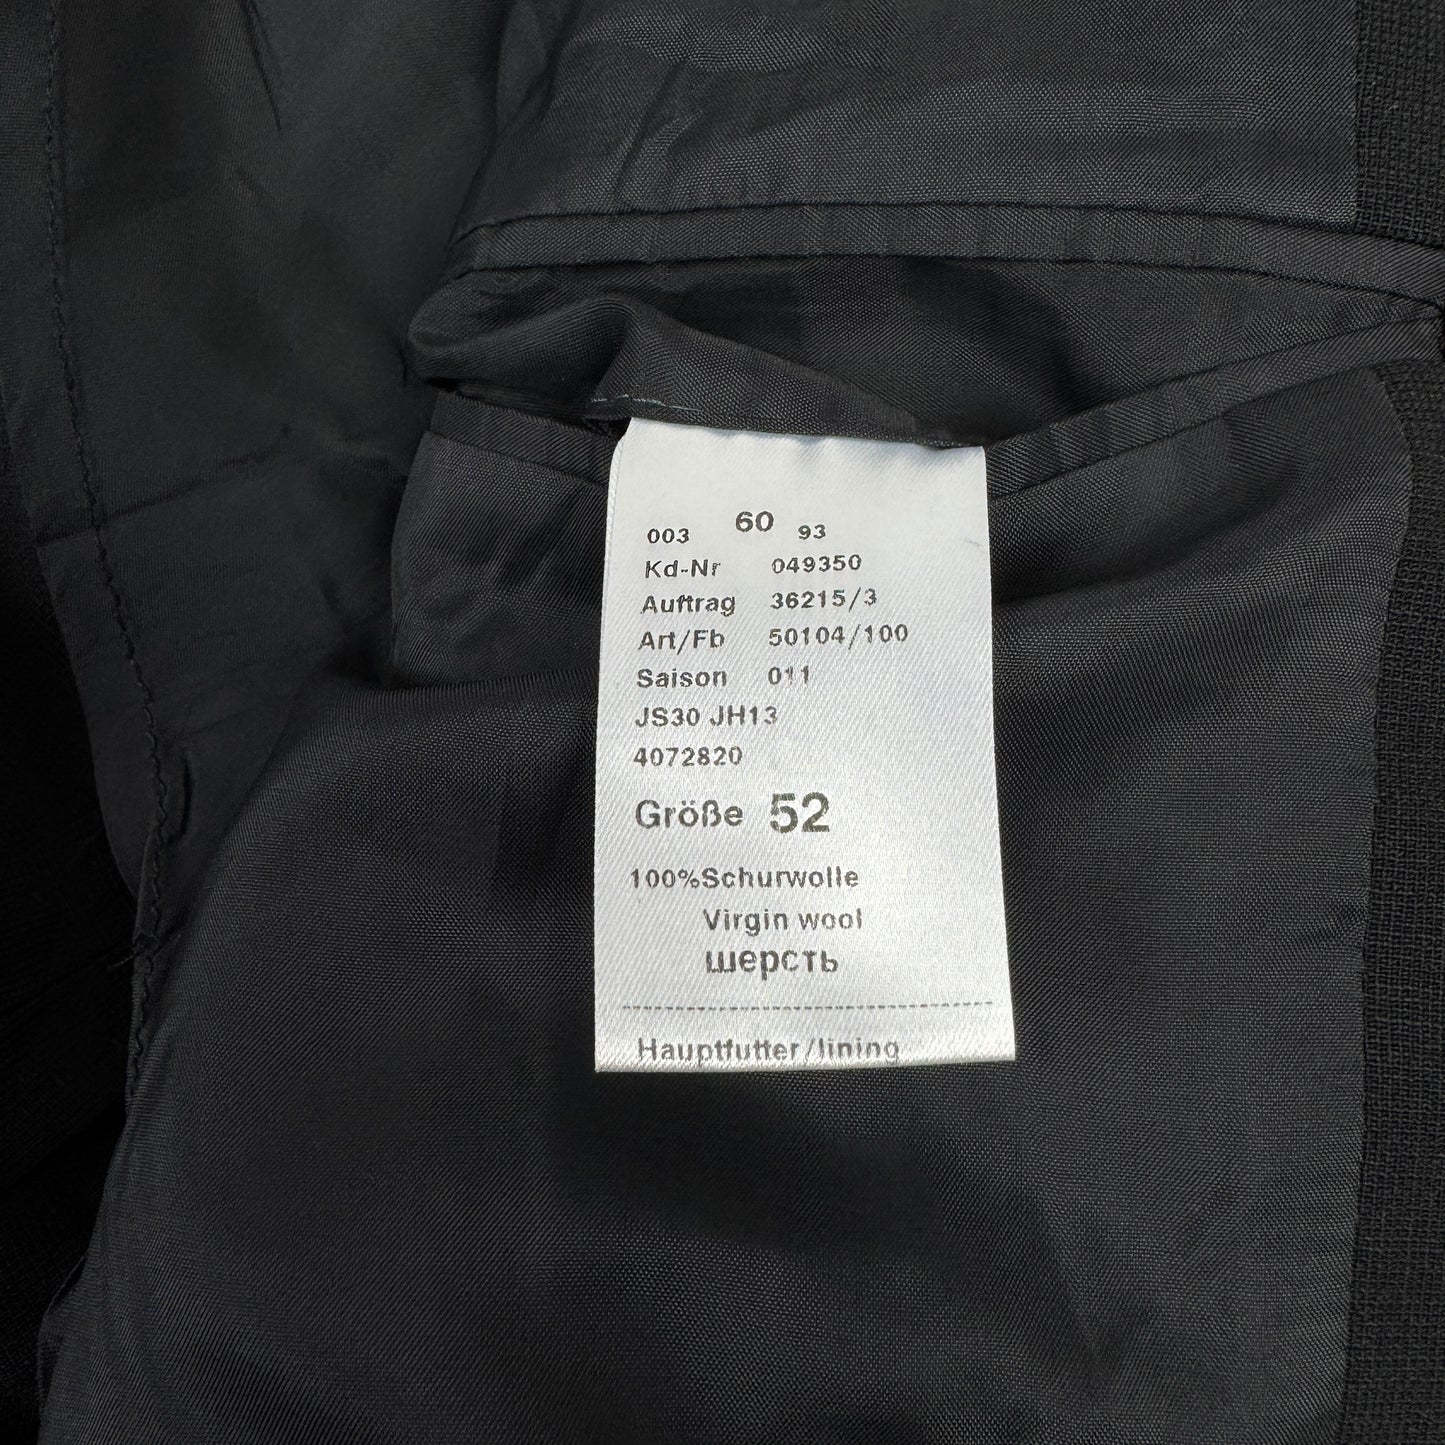 003 60 93
Kd-Nr 049350
Auftrag 36215/3
Art/Fb 50104/100
Saison 011
JS30 JH13
4072820
Größe 52
100%Schurwolle
Virgin wool
шерсть
Hauptfutter/lining